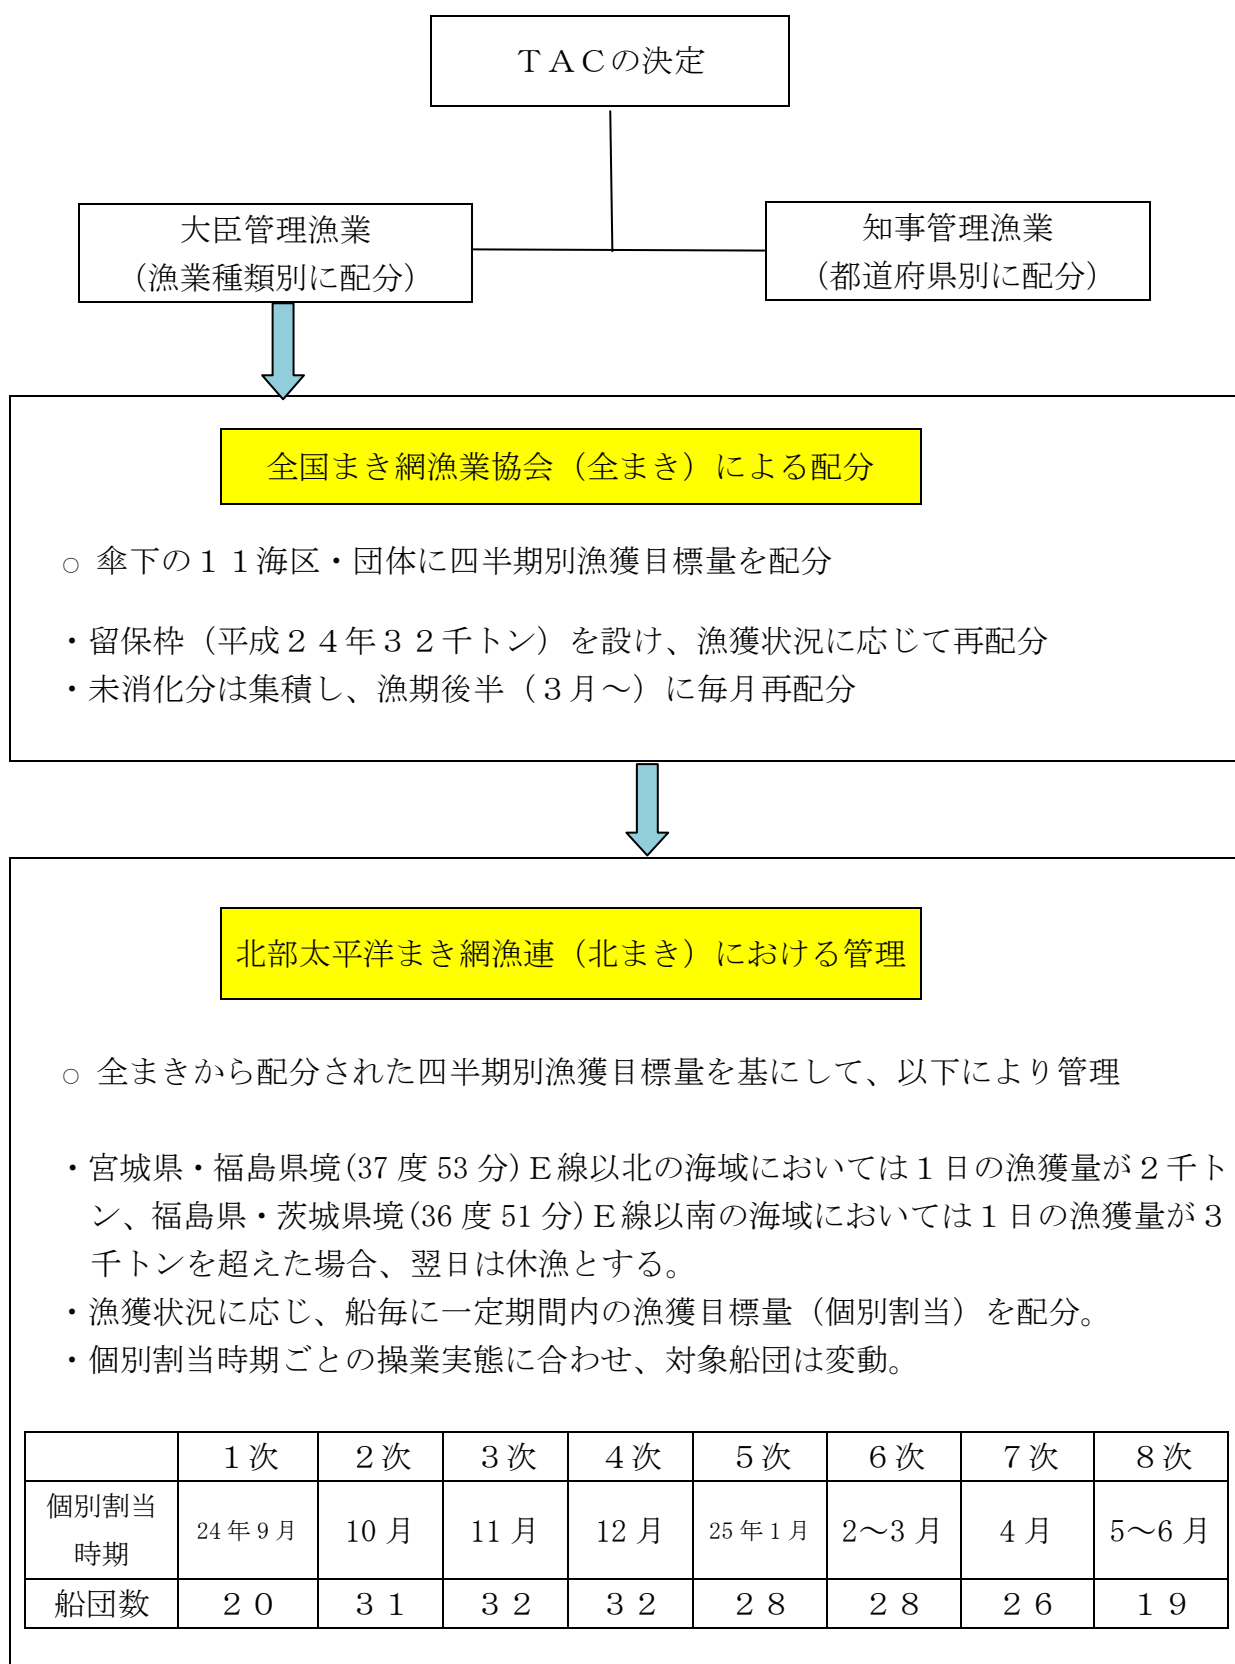 ＴＡＣの決定
大臣管理漁業
（漁業種類別に配分）
知事管理漁業
（都道府県別に配分）
全国まき網漁業協会（全まき）による配分
○ 傘下の１１海区・団体に四半期別漁獲目標量を配分
・留保枠（平成２４年３２千トン）を設け、漁獲状況に応じて再配分
・未消化分は集積し、漁期後半（３月～）に毎月再配分
北部太平洋まき網漁連（北まき）における管理
○ 全まきから配分された四半期別漁獲目標量を基にして、以下により管理
・宮城県・福島県境(37 度 53 分)Ｅ線以北の海域においては１日の漁獲量が２千ト
ン、福島県・茨城県境(36 度 51 分)Ｅ線以南の海域においては１日の漁獲量が３
千トンを超えた場合、翌日は休漁とする。
・漁獲状況に応じ、船毎に一定期間内の漁獲目標量（個別割当）を配分。
・個別割当時期ごとの操業実態に合わせ、対象船団は変動。
１次 ２次 ３次 ４次 ５次 ６次 ７次 ８次
個別割当
時期 24 年 9 月 10 月 11 月 12 月 25 年 1 月 2～3 月 4 月 5～6 月
船団数 ２０ ３１ ３２ ３２ ２８ ２８ ２６ １９